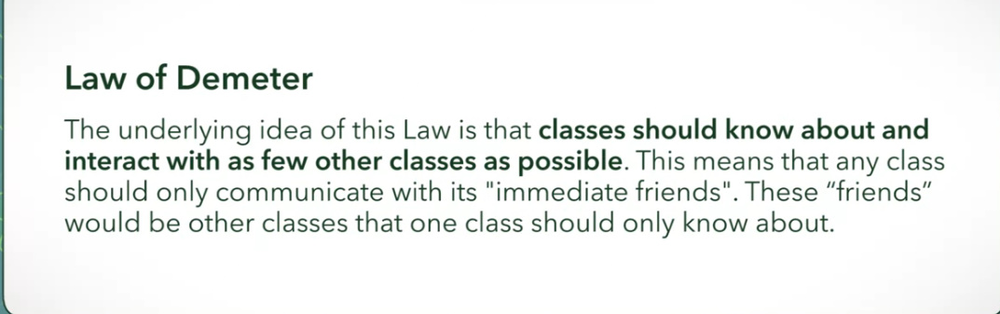 Law of Demeter
The underlying idea of this Law is that classes should know about and
interact with as few other classes as possible. This means that any class
should only communicate with its "immediate friends". These “friends”
would be other classes that one class should only know about.